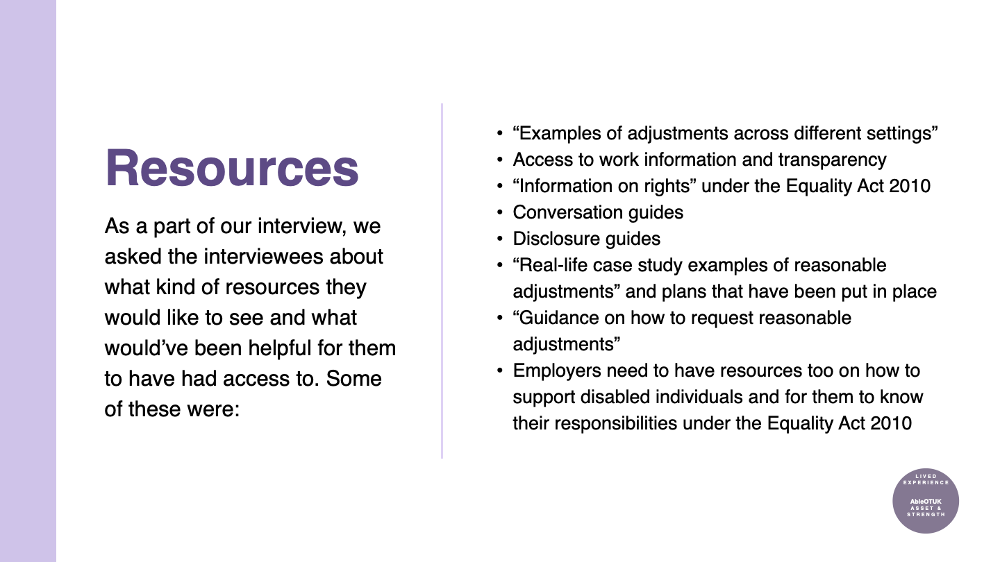 Resources
As a part of our interview, we
asked the interviewees about
what kind of resources they
would like to see and what
would’ve been helpful for them
to have had access to. Some
of these were:
• “Examples of adjustments across different settings”
• Access to work information and transparency
• “Information on rights” under the Equality Act 2010
• Conversation guides
• Disclosure guides
• “Real-life case study examples of reasonable
adjustments” and plans that have been put in place
• “Guidance on how to request reasonable
adjustments”
• Employers need to have resources too on how to
support disabled individuals and for them to know
their responsibilities under the Equality Act 2010
LIVED
EXPERIENCE
AbleOTUK
ASSET &
STRENGTH